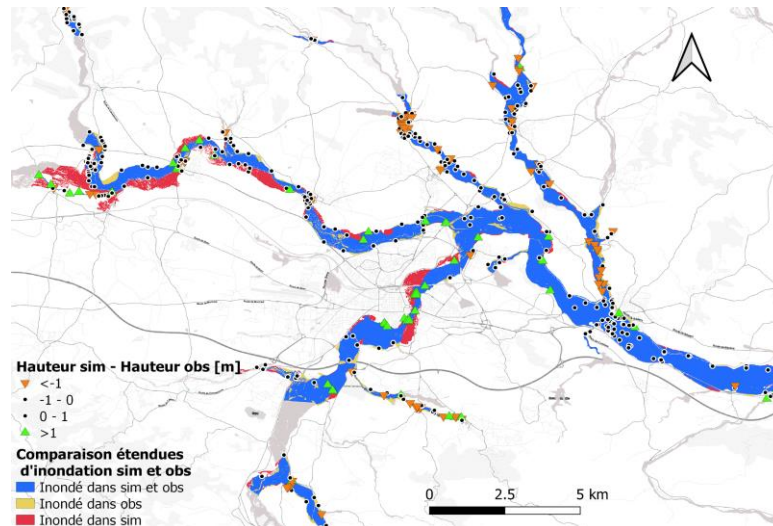 Hauteur sim - Hauteur obs [m]
<-1
-1 - 0
0 - 1
>1
Comparaison étendues
d'inondation sim et obs
Inondé dans sim et obs
Inondé dans obs
Inondé dans sim
0 2.5 5 km